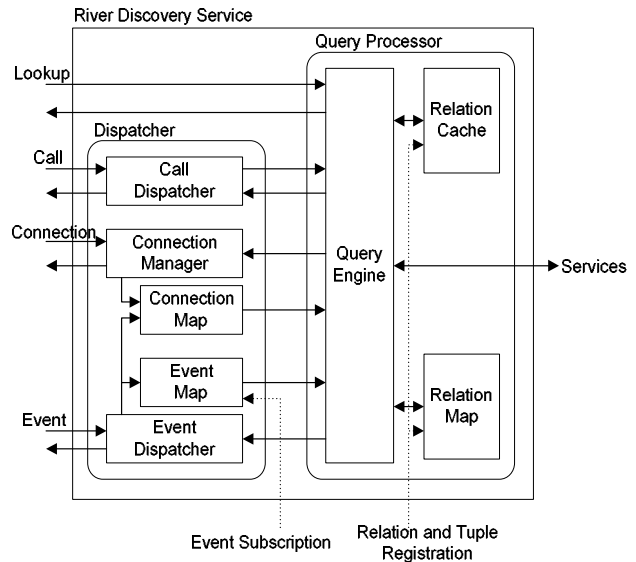 River Discovery Service
Query Processor
Lookup
Relation
Cache
Dispatcher
Call
Call
Dispatcher
Connection
Connection
Manager
Query
Engine
Services
Connection
Map
Event
Map
Relation
Map
Event
Event
Dispatcher
Event Subscription
Relation and Tuple
Registration